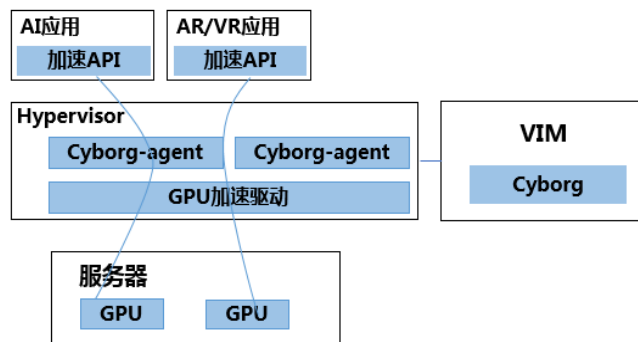 AI应用
加速API
AR/VR应用
加速API
Hypervisor
Cyborg-agent
Cyborg-agent
GPU加速驱动
VIM
Cyborg
服务器
GPU
GPU